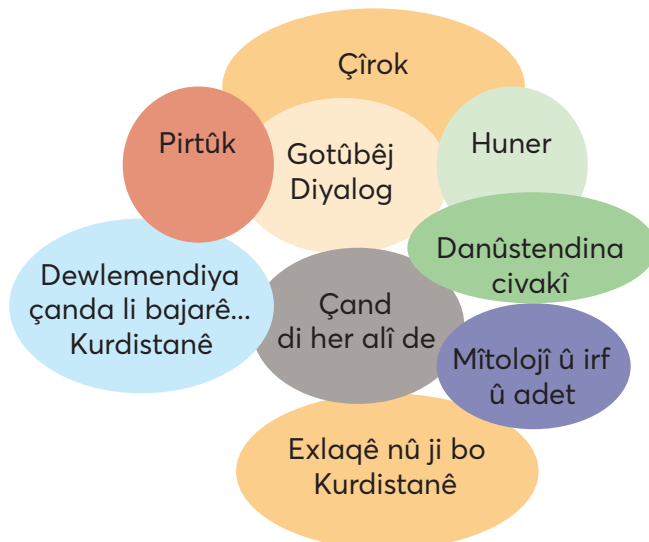 Çîrok
Pirtûk
Gotûbêj
Diyalog
Huner
Dewlemendiya
çanda li bajarê...
Kurdistanê
Çand
di her alî de
Danûstendina
civakî
Mîtolojî û irf
û adet
Exlaqê nû ji bo
Kurdistanê